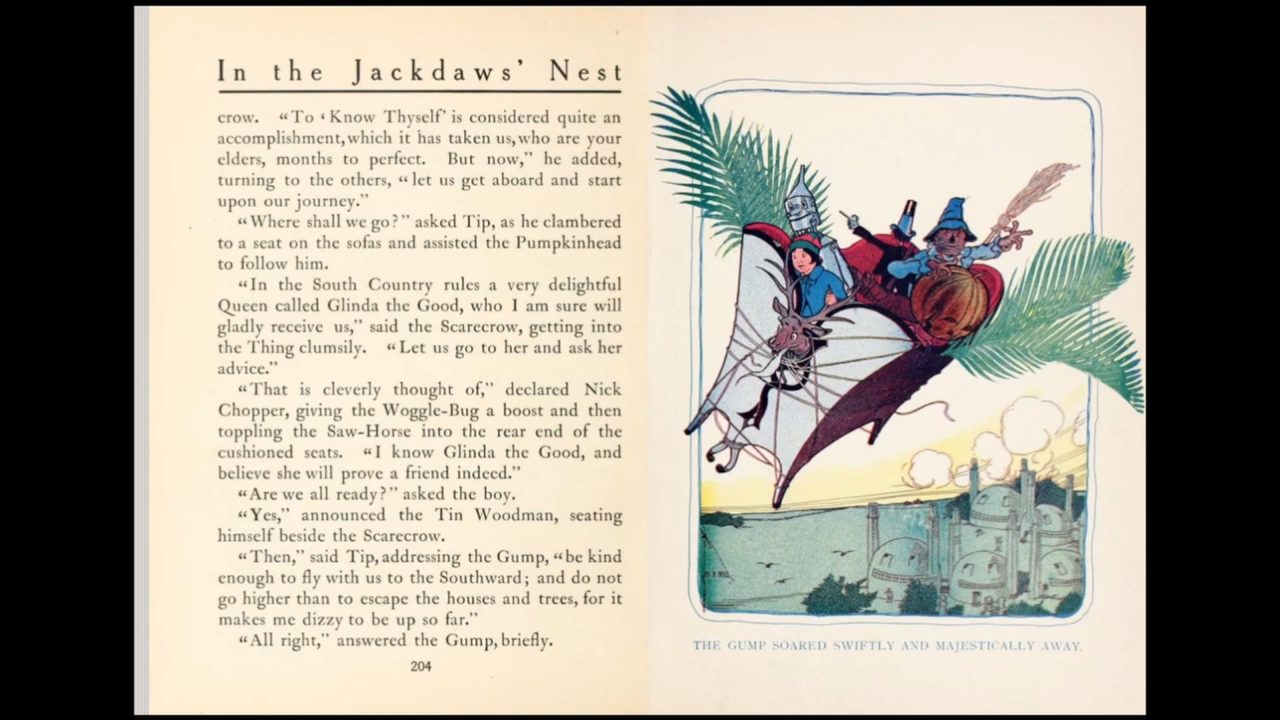 In the Jackdaws' Nest
crow. “To ‘Know Thyself’ is considered quite an
accomplishment, which it has taken us, who are your
elders, months to perfect. But now,” he added,
turning to the others, “let us get aboard and start
upon our journey.”
“Where shall we go?” asked Tip, as he clambered
to a seat on the sofas and assisted the Pumpkinhead
to follow him.
“In the South Country rules a very delightful
Queen called Glinda the Good, who I am sure will
gladly receive us,” said the Scarecrow, getting into
the Thing clumsily. “Let us go to her and ask her
advice.”
“That is cleverly thought of,” declared Nick
Chopper, giving the Woggle-Bug a boost and then
toppling the Saw-Horse into the rear end of the
cushioned seats. “I know Glinda the Good, and
believe she will prove a friend indeed.”
“Are we all ready?” asked the boy.
“Yes,” announced the Tin Woodman, seating
himself beside the Scarecrow.
“Then,” said Tip, addressing the Gump, “be kind
enough to fly with us to the Southward; and do not
go higher than to escape the houses and trees, for it
makes me dizzy to be up so far.”
“All right,” answered the Gump, briefly.
204
THE GUMP SOARED SWIFTLY AND MAJESTICALLY AWAY.